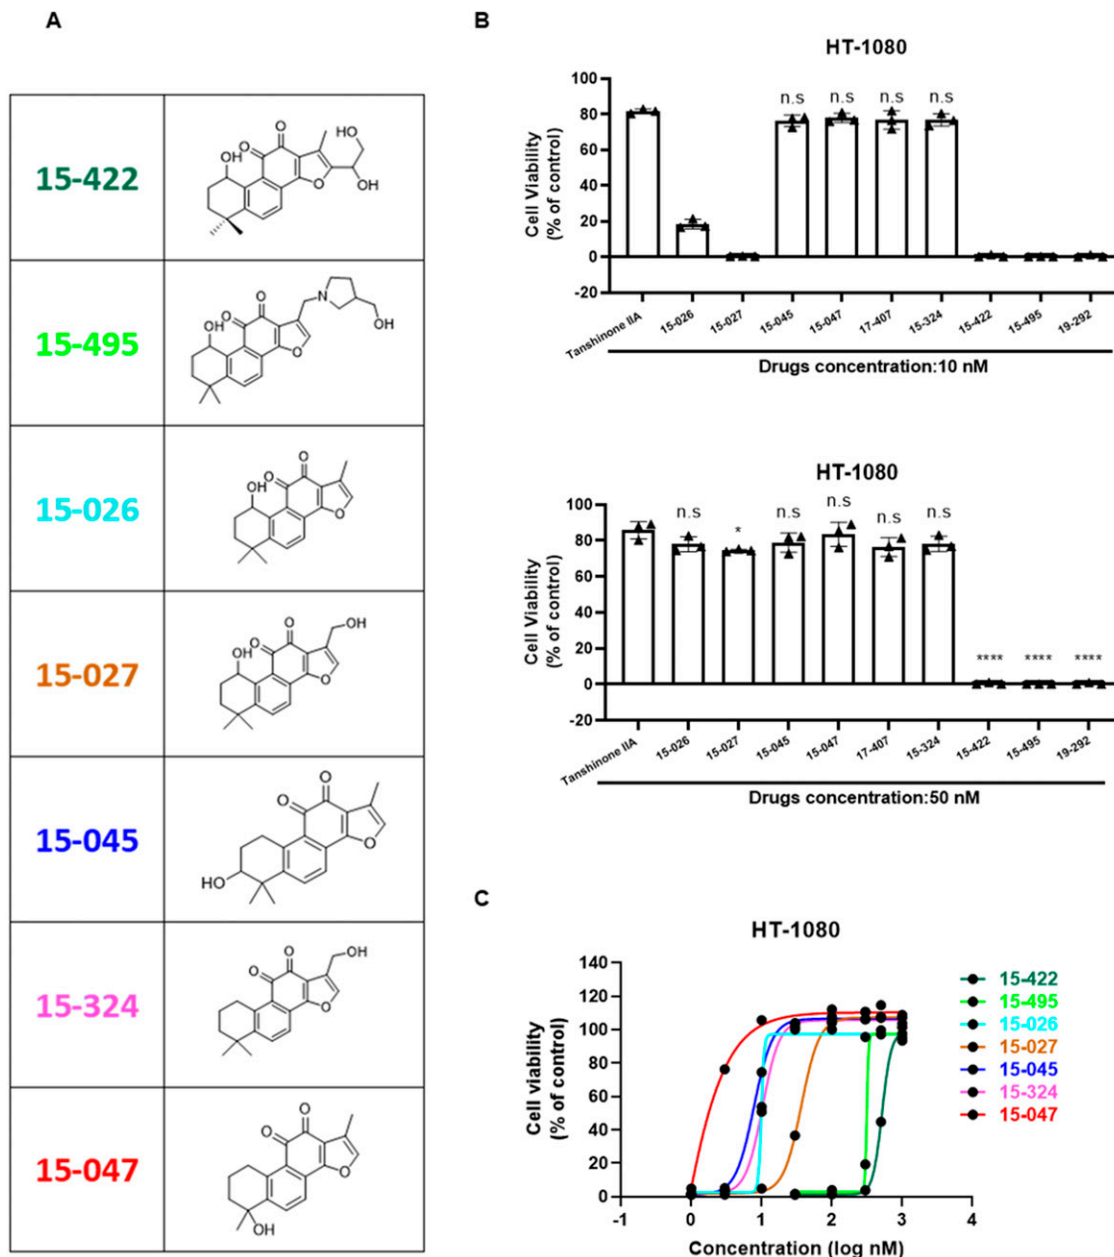 A
15-422
OH
O
O
O
HO
OH
15-495
OH
O
O
O
N
OH
15-026
OH
O
O
O
15-027
OH
O
O
O
OH
15-045
O
O
O
HO
15-324
O
O
O
OH
15-047
O
O
O
OH
B
HT-1080
Cell Viability
(% of control)
100
80
60
40
20
0
-20
n.s n.s n.s n.s
Tanshinone IIA 15-026 15-027 15-045 15-047 17-407 15-324 15-422 15-495 19-292
Drugs concentration:10 nM
HT-1080
Cell Viability
(% of control)
100
80
60
40
20
0
-20
n.s * n.s n.s n.s n.s **** **** ****
Tanshinone IIA 15-026 15-027 15-045 15-047 17-407 15-324 15-422 15-495 19-292
Drugs concentration:50 nM
C
HT-1080
Cell viability
(% of control)
140
120
100
80
60
40
20
0
-1 0 1 2 3 4
Concentration (log nM)
15-422
15-495
15-026
15-027
15-045
15-324
15-047